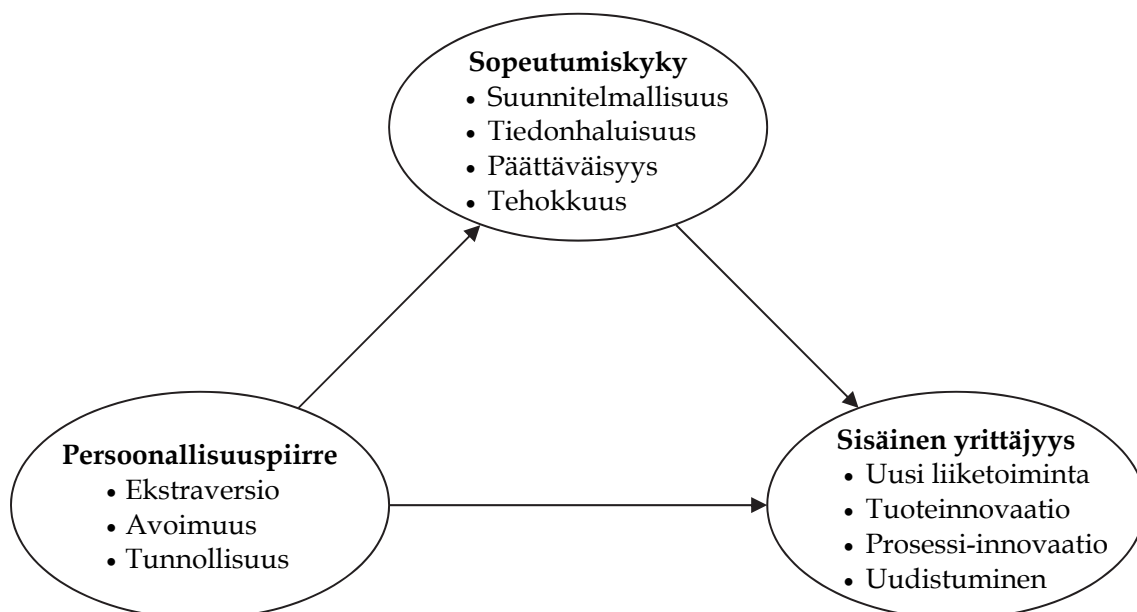 Sopeutumiskyky
• Suunnitelmallisuus
• Tiedonhaluisuus
• Päättäväisyys
• Tehokkuus
Persoonallisuuspiirre
• Ekstraversio
• Avoimuus
• Tunnollisuus
Sisäinen yrittäjyys
• Uusi liiketoiminta
• Tuoteinnovaatio
• Prosessi-innovaatio
• Uudistuminen